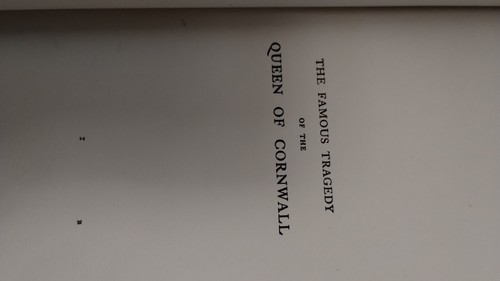 THE FAMOUS TRAGEDY
OF THE
QUEEN OF CORNWALL
B